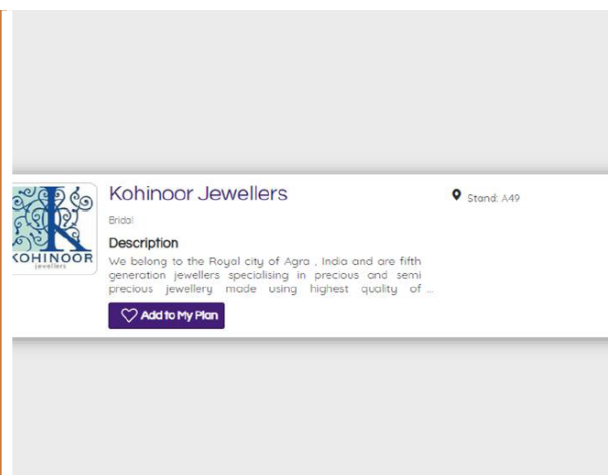 K
KOHINOOR
jewellers
Kohinoor Jewellers
Bridal
Description
We belong to the Royal city of Agra , India and are fifth
generation jewellers specialising in precious and semi
precious jewellery made using highest quality of ...
Add to My Plan
Stand: A49